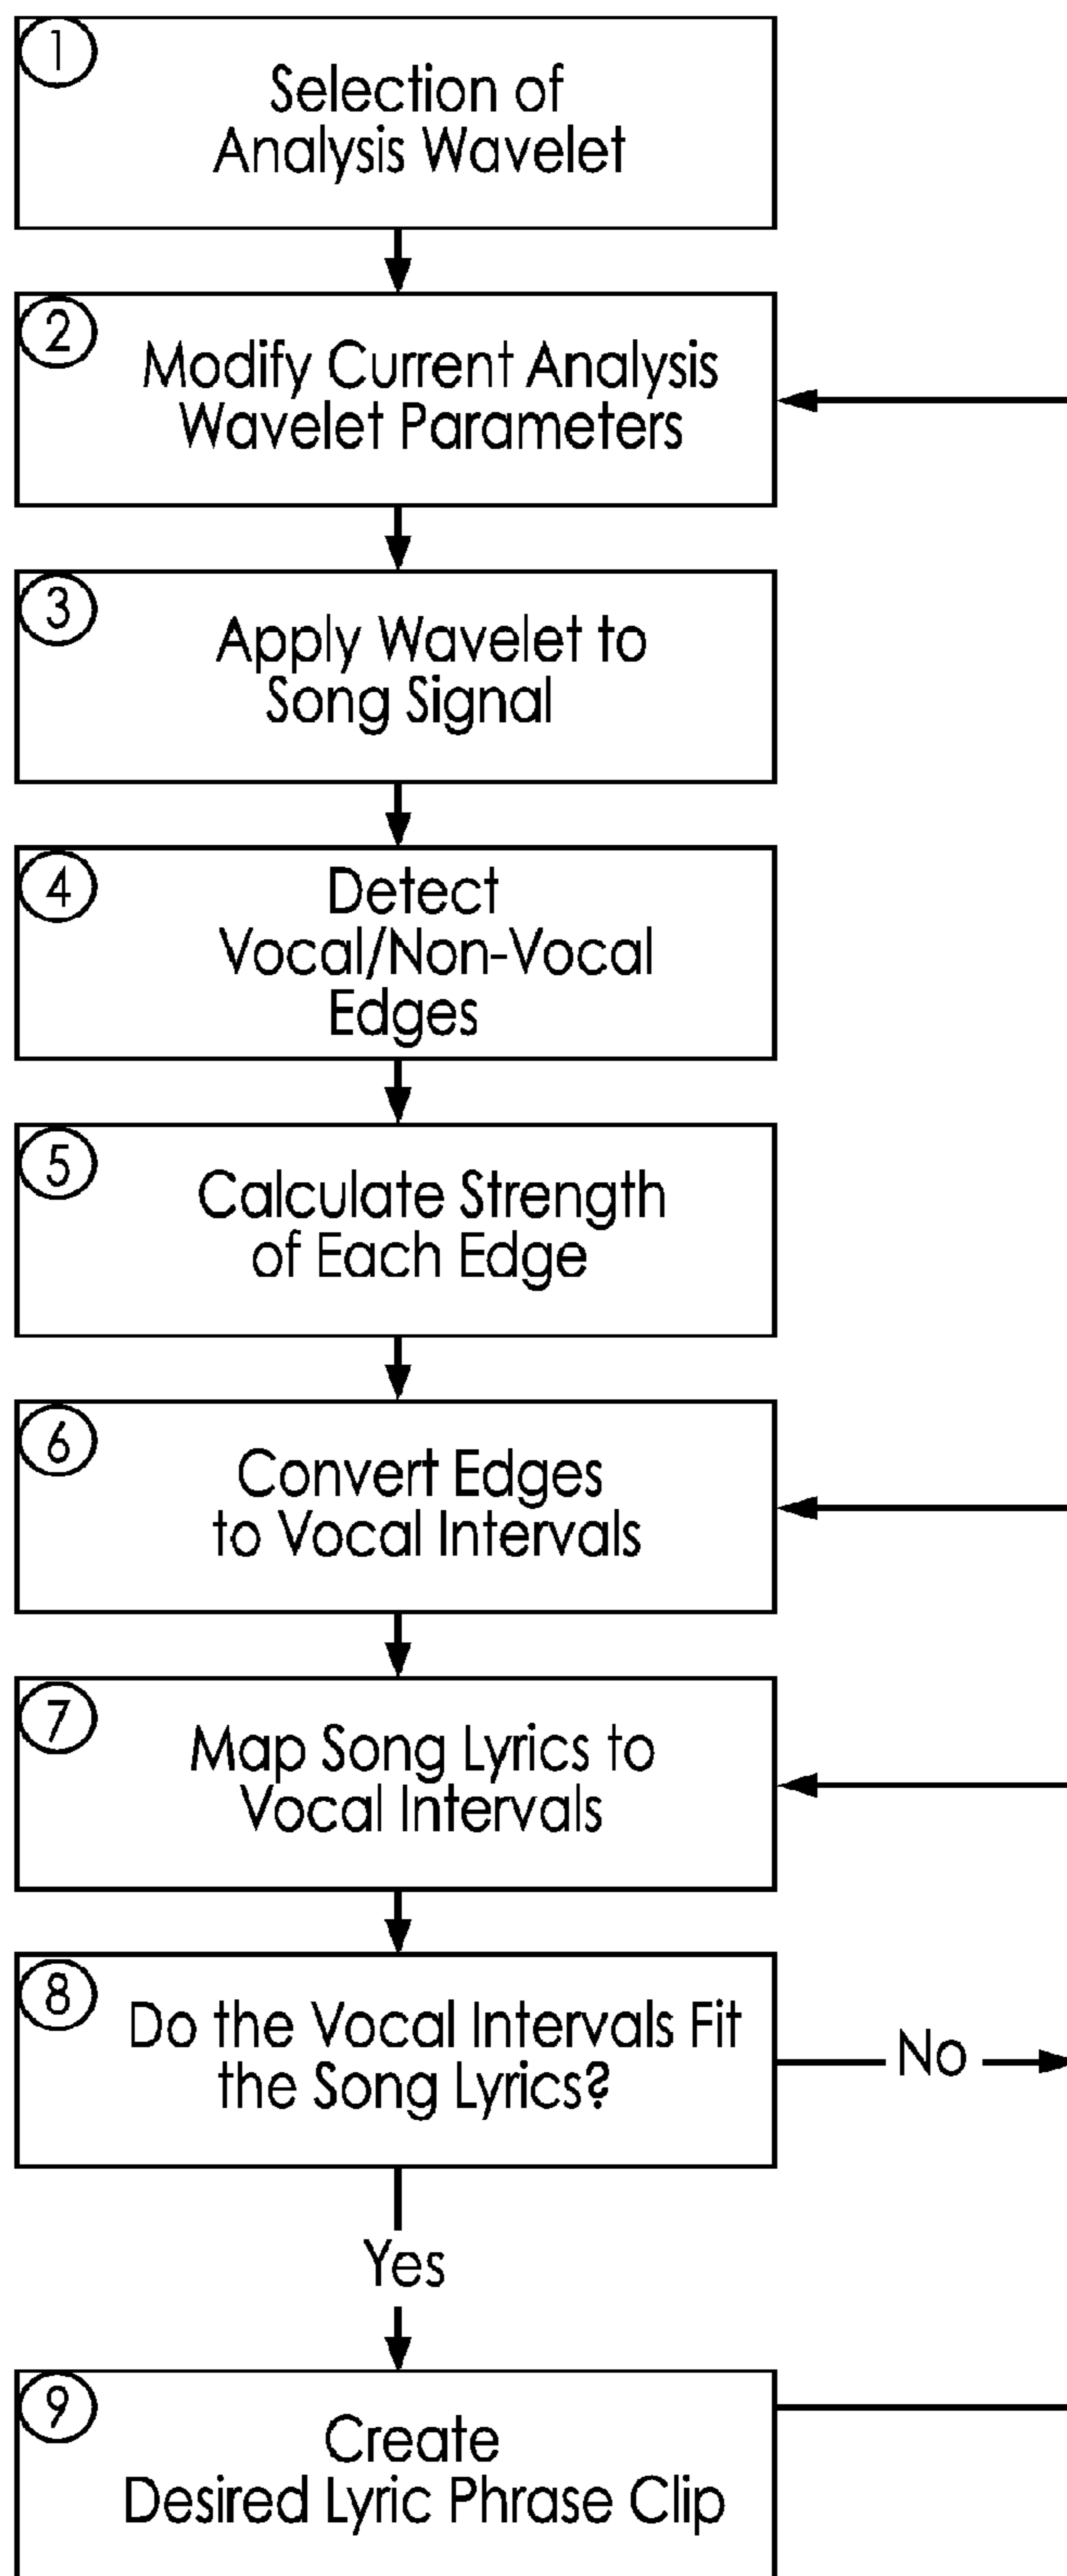 1
Selection of
Analysis Wavelet
2
Modify Current Analysis
Wavelet Parameters
3
Apply Wavelet to
Song Signal
4
Detect
Vocal/Non-Vocal
Edges
5
Calculate Strength
of Each Edge
6
Convert Edges
to Vocal Intervals
7
Map Song Lyrics to
Vocal Intervals
8
Do the Vocal Intervals Fit
the Song Lyrics?
No
Yes
9
Create
Desired Lyric Phrase Clip